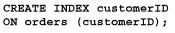 CREATE INDEX customerID
ON orders (customerID);